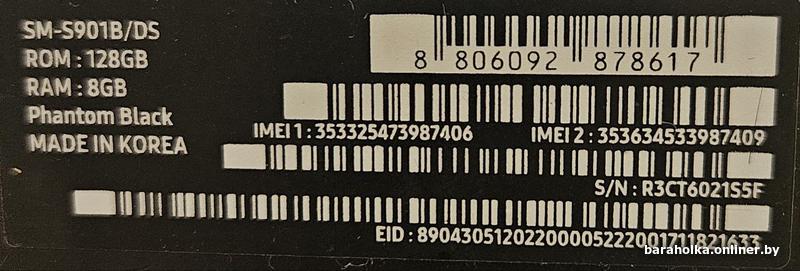 SM-S901B/DS
ROM : 128GB
RAM : 8GB
Phantom Black
MADE IN KOREA
8 806092 878617
IMEI 1 : 353325473987406
IMEI 2 : 353634533987409
S/N : R3CT6021S5F
EID : 89043051202200005222001711821633
baraholka.onliner.by